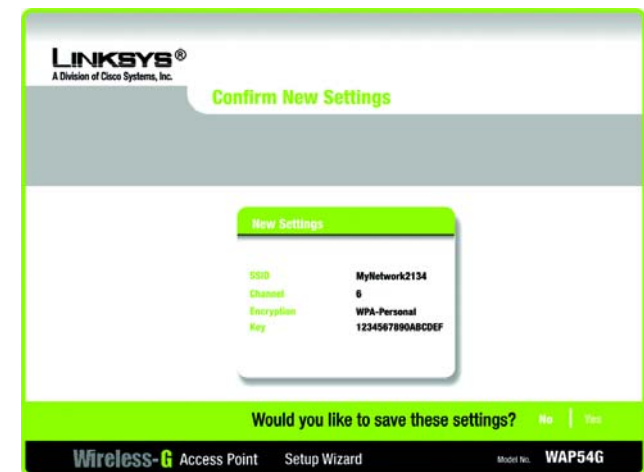 LINKSYS®
A Division of Cisco Systems, Inc.
Confirm New Settings
New Settings
SSID MyNetwork2134
Channel 6
Encryption WPA-Personal
Key 1234567890ABCDEF
Would you like to save these settings? No Yes
Wireless-G Access Point Setup Wizard Model No. WAP54G